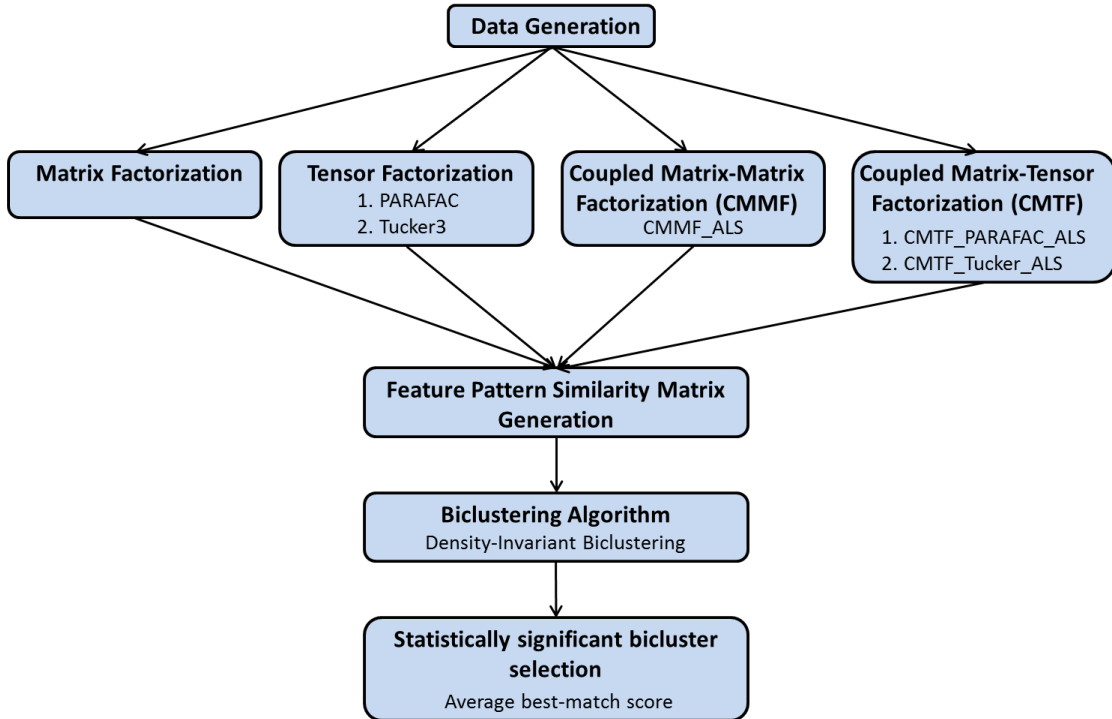 Data Generation
Matrix Factorization
Tensor Factorization
1. PARAFAC
2. Tucker3
Coupled Matrix-Matrix
Factorization (CMMF)
CMMF_ALS
Coupled Matrix-Tensor
Factorization (CMTF)
1. CMTF_PARAFAC_ALS
2. CMTF_Tucker_ALS
Feature Pattern Similarity Matrix
Generation
Biclustering Algorithm
Density-Invariant Biclustering
Statistically significant bicluster
selection
Average best-match score